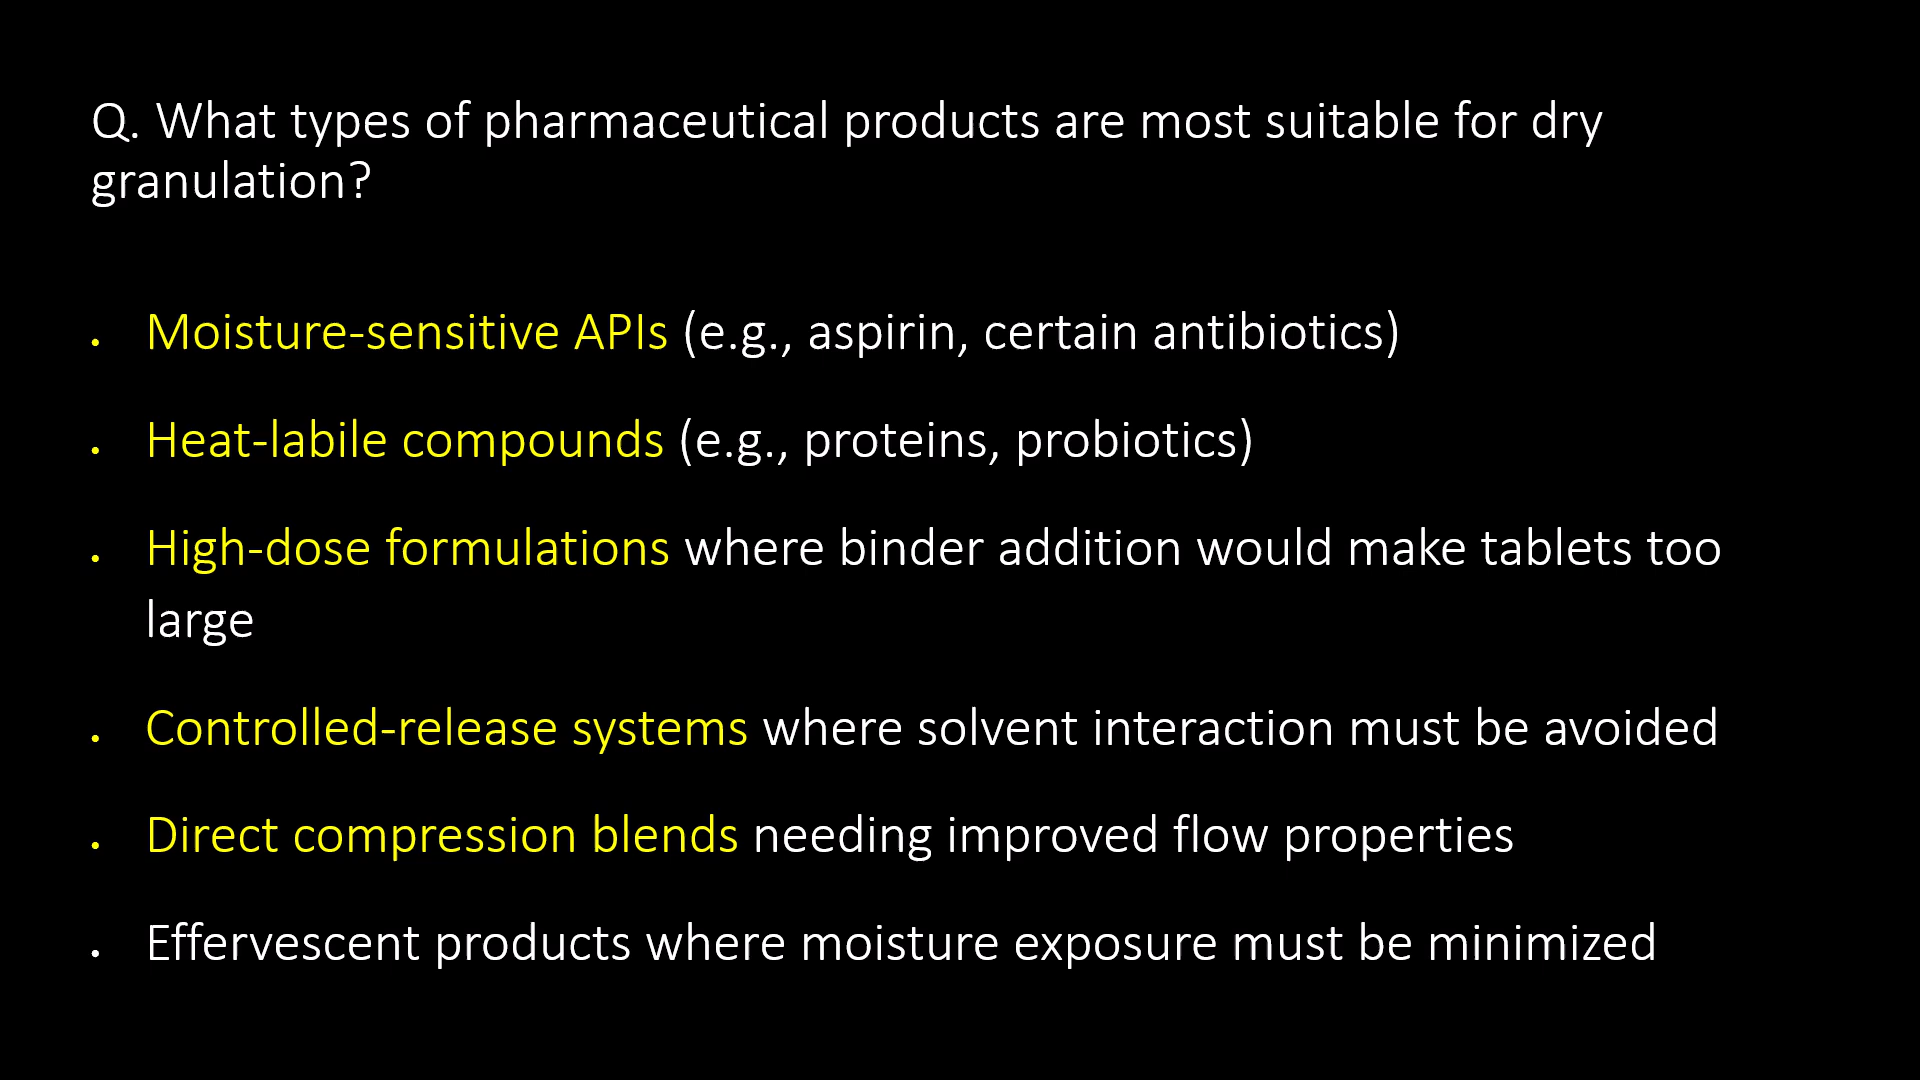 Q. What types of pharmaceutical products are most suitable for dry
granulation?
• Moisture-sensitive APIs (e.g., aspirin, certain antibiotics)
• Heat-labile compounds (e.g., proteins, probiotics)
• High-dose formulations where binder addition would make tablets too
large
• Controlled-release systems where solvent interaction must be avoided
• Direct compression blends needing improved flow properties
• Effervescent products where moisture exposure must be minimized